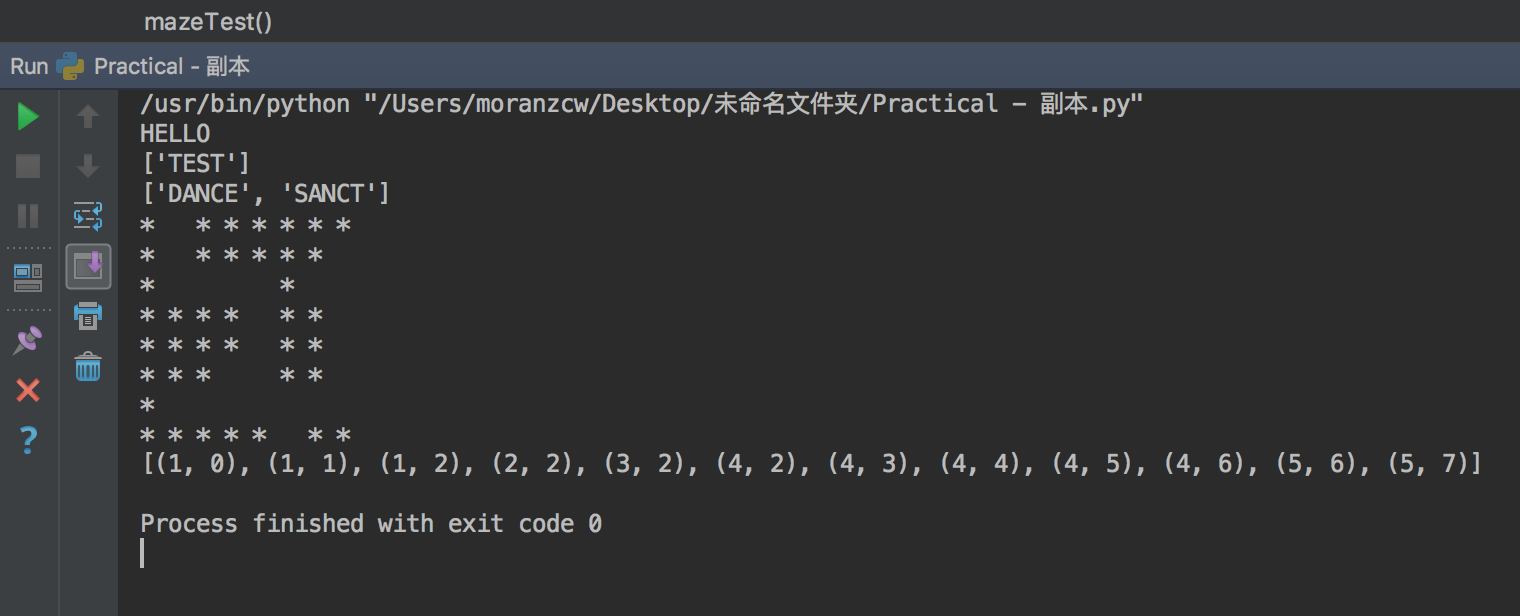 mazeTest()
Run Practical - 副本
/usr/bin/python "/Users/moranzcw/Desktop/未命名文件夹/Practical - 副本.py"
HELLO
['TEST']
['DANCE', 'SANCT']
*   * * * * * *
*   * * * * *
*         *
* * * *   * *
* * * *   * *
* * *     * *
*
* * * * *   * *
[(1, 0), (1, 1), (1, 2), (2, 2), (3, 2), (4, 2), (4, 3), (4, 4), (4, 5), (4, 6), (5, 6), (5, 7)]
Process finished with exit code 0